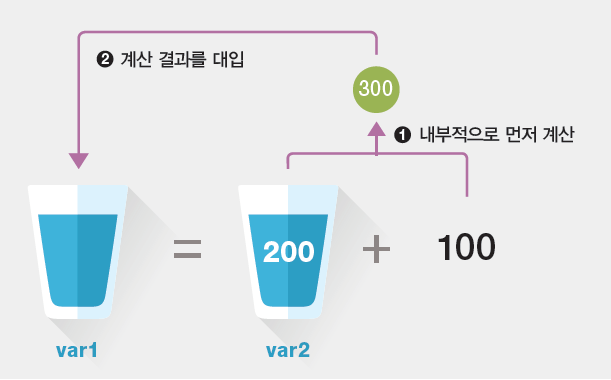 ❷ 계산 결과를 대입
300
❶ 내부적으로 먼저 계산
= 200 + 100
var1 var2